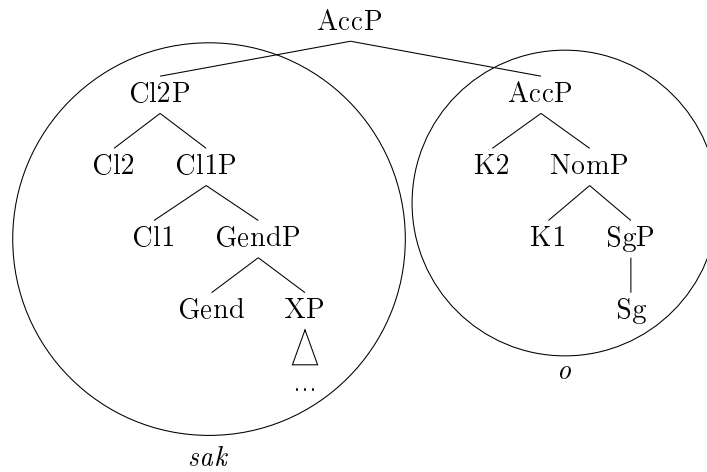 AccP
Cl2P AccP
Cl2 Cl1P K2 NomP
Cl1 GendP K1 SgP
Gend XP Sg
...
o
sak